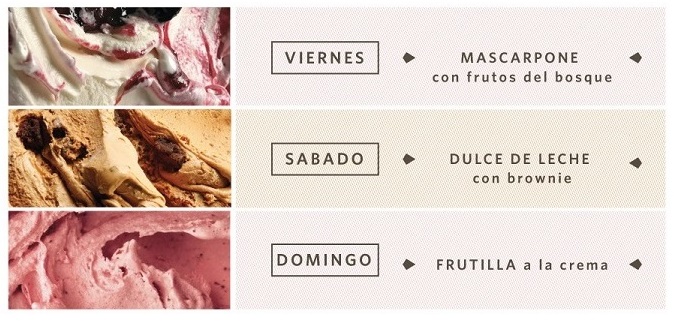 VIERNES
MASCARPONE
con frutos del bosque
SABADO
DULCE DE LECHE
con brownie
DOMINGO
FRUTILLA a la crema